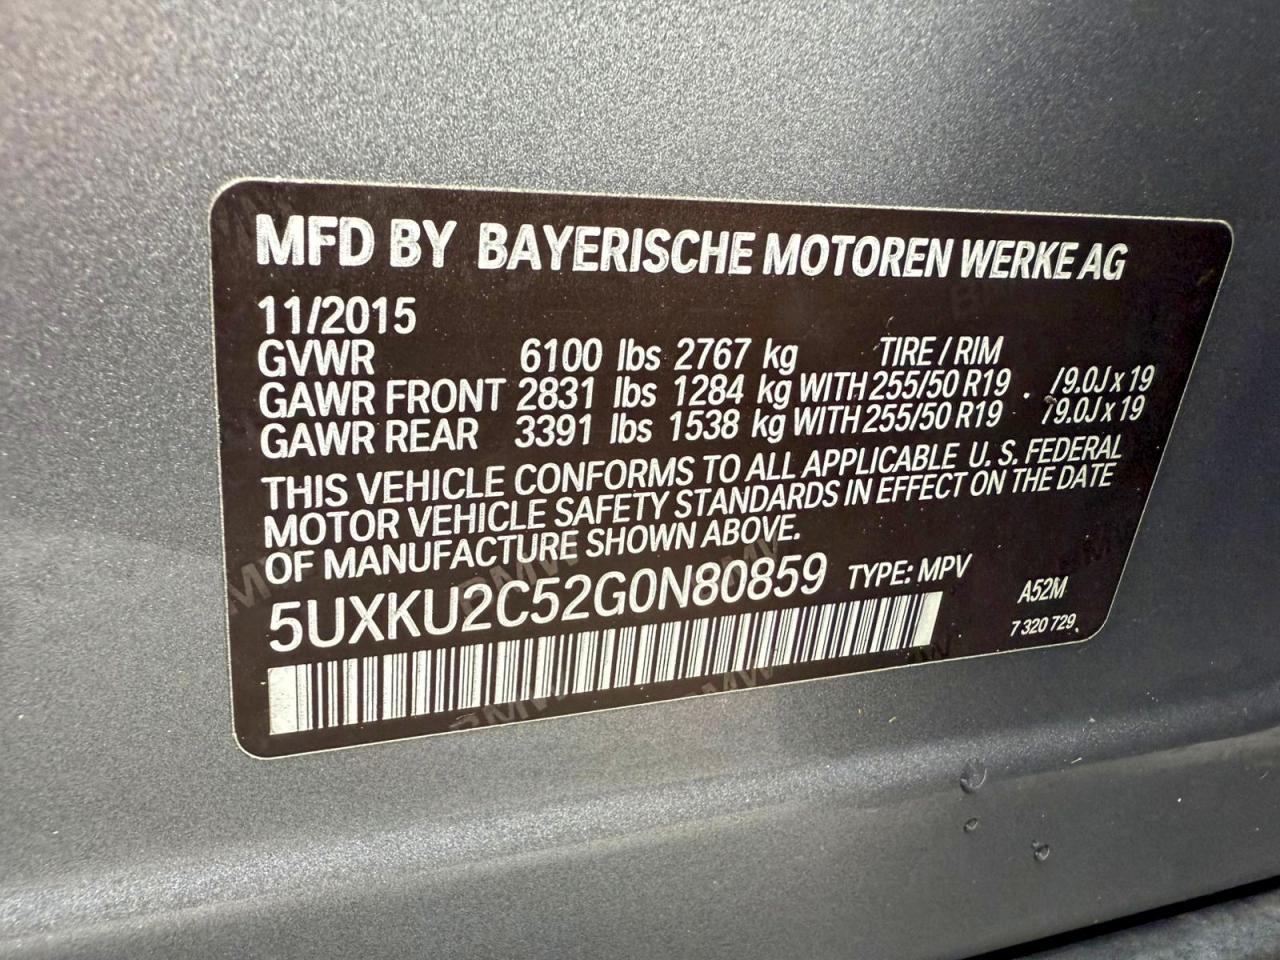 MFD BY BAYERISCHE MOTOREN WERKE AG
11/2015
GVWR 6100 lbs 2767 kg TIRE / RIM
GAWR FRONT 2831 lbs 1284 kg WITH 255/50 R19 /9.0J x 19
GAWR REAR 3391 lbs 1538 kg WITH 255/50 R19 /9.0J x 19
THIS VEHICLE CONFORMS TO ALL APPLICABLE U. S. FEDERAL
MOTOR VEHICLE SAFETY STANDARDS IN EFFECT ON THE DATE
OF MANUFACTURE SHOWN ABOVE.
5UXKU2C52G0N80859 TYPE: MPV A52M
7 320 729